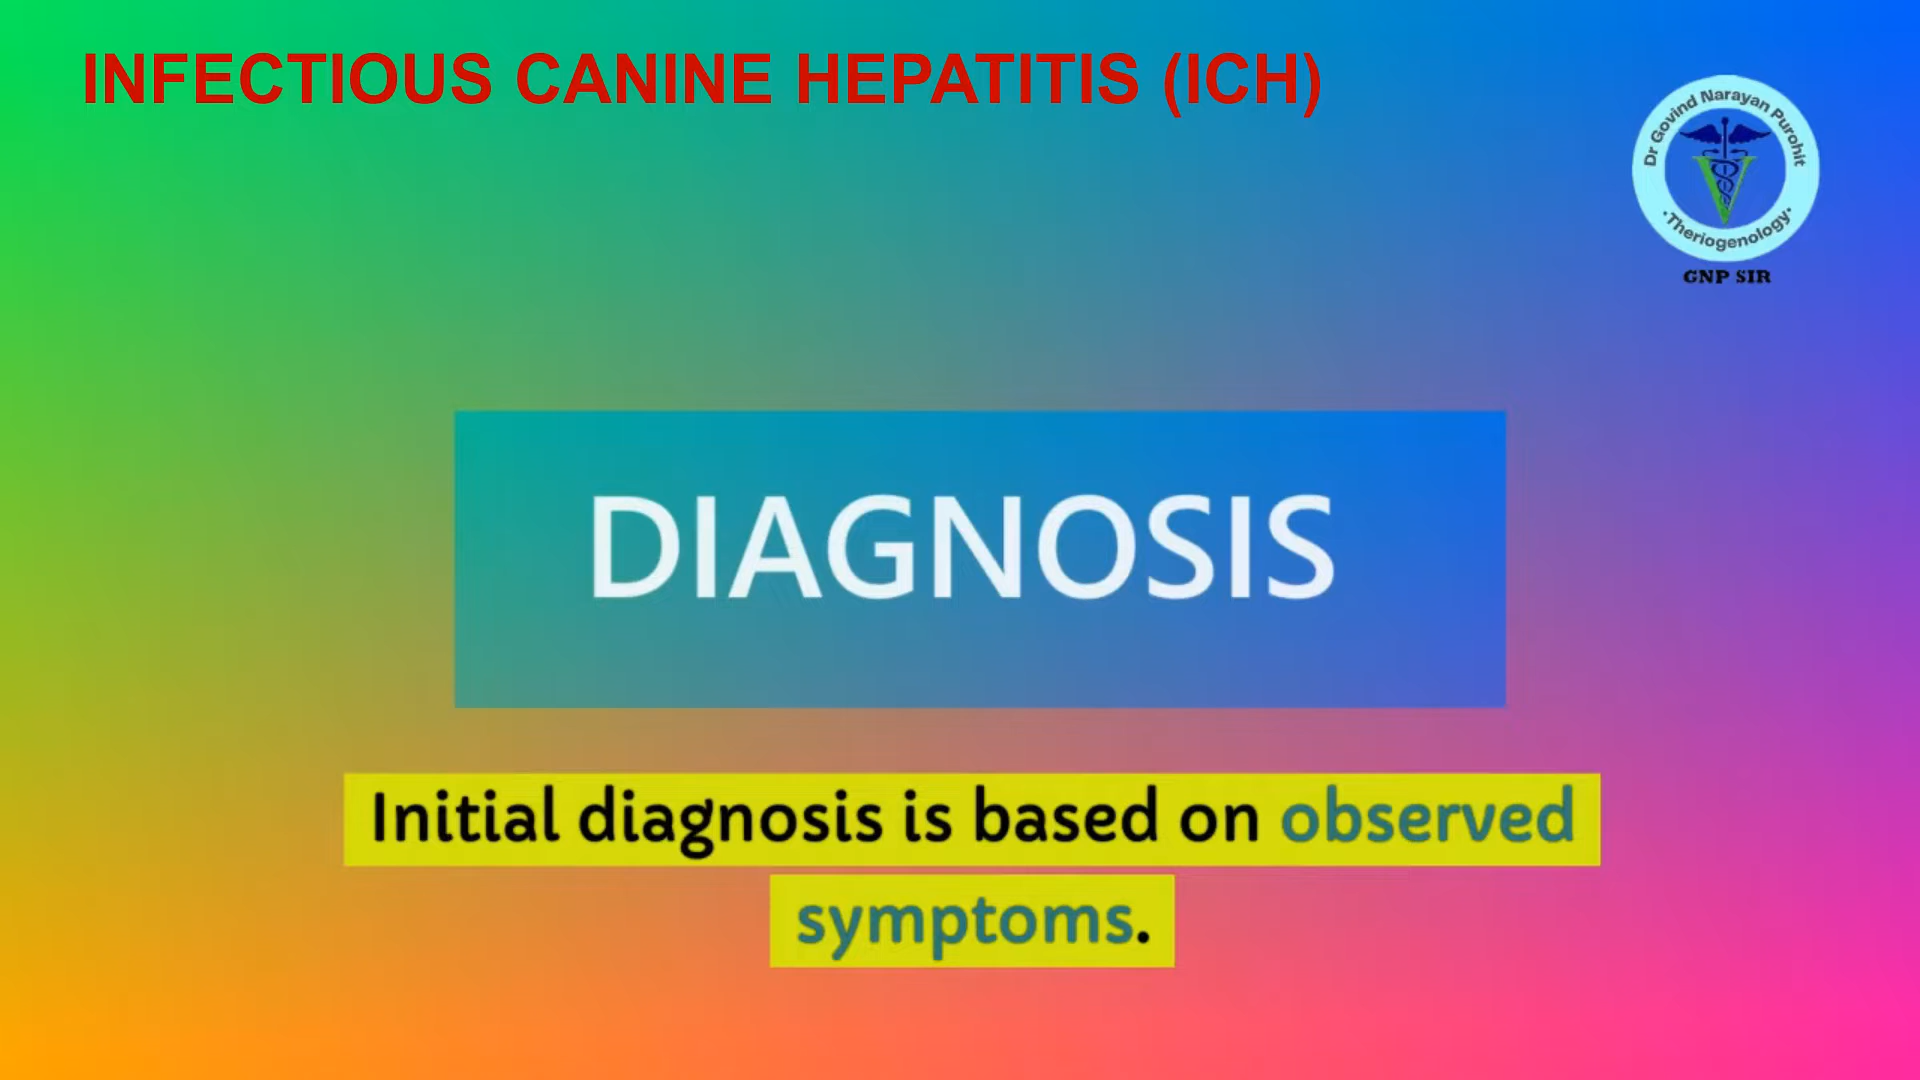 INFECTIOUS CANINE HEPATITIS (ICH)
Dr Govind Narayan Purohit
·Theriogenology·
GNP SIR
DIAGNOSIS
Initial diagnosis is based on observed
symptoms.